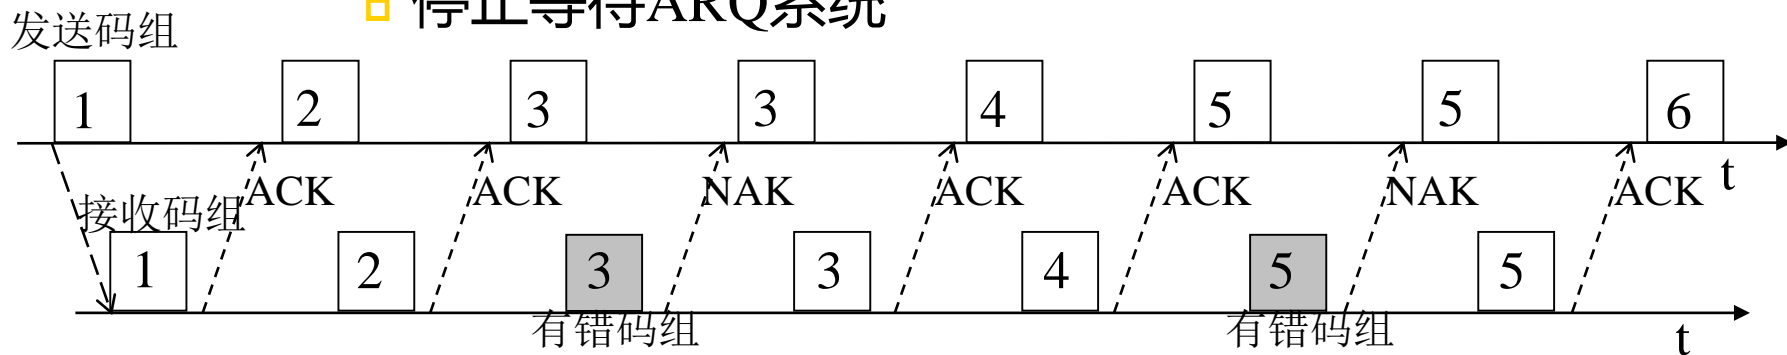 停止等待ARQ系统
发送码组
1 2 3 3 4 5 5 6
ACK ACK NAK ACK ACK NAK ACK t
接收码组
1 2 3 3 4 5 5
有错码组 有错码组 t